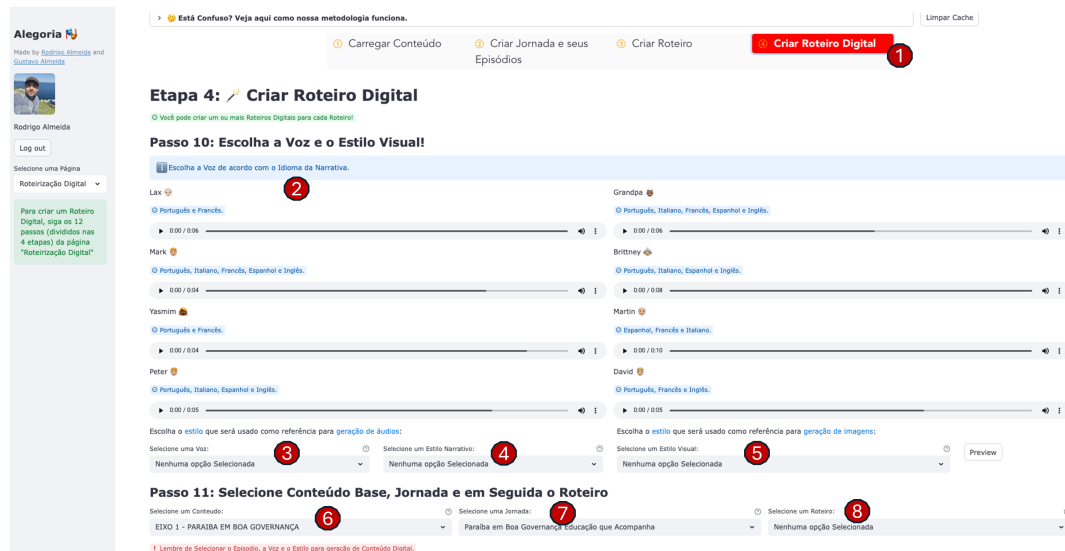 Está Confuso? Veja aqui como nossa metodologia funciona.
Limpar Cache
Alegoria
Made by Rodrigo Almeida and
Gustavo Almeida
Rodrigo Almeida
Log out
Selecione uma Página
Roteirização Digital
Para criar um Roteiro
Digital, siga os 12
passos (divididos nas
4 etapas) da página
"Roteirização Digital"
1 Carregar Conteúdo
2 Criar Jornada e seus
Episódios
3 Criar Roteiro
4 Criar Roteiro Digital
1
Etapa 4: Criar Roteiro Digital
Você pode criar um ou mais Roteiros Digitais para cada Roteiro!
Passo 10: Escolha a Voz e o Estilo Visual!
Escolha a Voz de acordo com o Idioma da Narrativa.
2
Lax
Português e Francês.
0:00 / 0:06
Grandpa
Português, Italiano, Francês, Espanhol e Inglês.
0:00 / 0:06
Mark
Português, Italiano, Francês, Espanhol e Inglês.
0:00 / 0:04
Brittney
Português, Italiano, Espanhol e Inglês.
0:00 / 0:08
Yasmim
Português e Francês.
0:00 / 0:04
Martin
Espanhol, Francês e Italiano.
0:00 / 0:10
Peter
Português, Italiano, Espanhol e Inglês.
0:00 / 0:05
David
Português, Francês e Inglês.
0:00 / 0:05
Escolha o estilo que será usado como referência para geração de áudios:
Escolha o estilo que será usado como referência para geração de imagens:
Selecione uma Voz:
3
Nenhuma opção Selecionada
Selecione um Estilo Narrativo:
4
Nenhuma opção Selecionada
Selecione um Estilo Visual:
5
Nenhuma opção Selecionada
Preview
Passo 11: Selecione Conteúdo Base, Jornada e em Seguida o Roteiro
Selecione um Conteudo:
6
EIXO 1 - PARAIBA EM BOA GOVERNANÇA
Selecione uma Jornada:
7
Paraíba em Boa Governança Educação que Acompanha
Selecione um Roteiro:
8
Nenhuma opção Selecionada
! Lembre de Selecionar o Episodio, a Voz e o Estilo para geração de Conteúdo Digital.